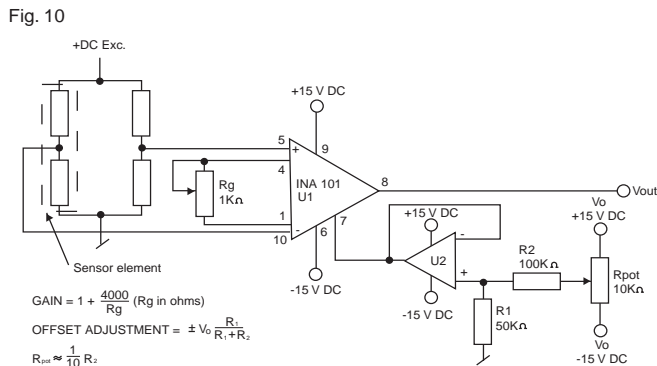 Fig. 10
+DC Exc.
+15 V DC
5
+
9
4
Rg
1KΩ
INA 101
U1
8
Vout
1
-
10
6
7
+15 V DC
-
U2
+
-15 V DC
-15 V DC
Vo
+15 V DC
R2
100KΩ
Rpot
10KΩ
R1
50KΩ
Vo
-15 V DC
Sensor element
GAIN = 1 + 4000/Rg (Rg in ohms)
OFFSET ADJUSTMENT = ± Vo R1/R1+R2
Rpot ≈ 1/10 R2